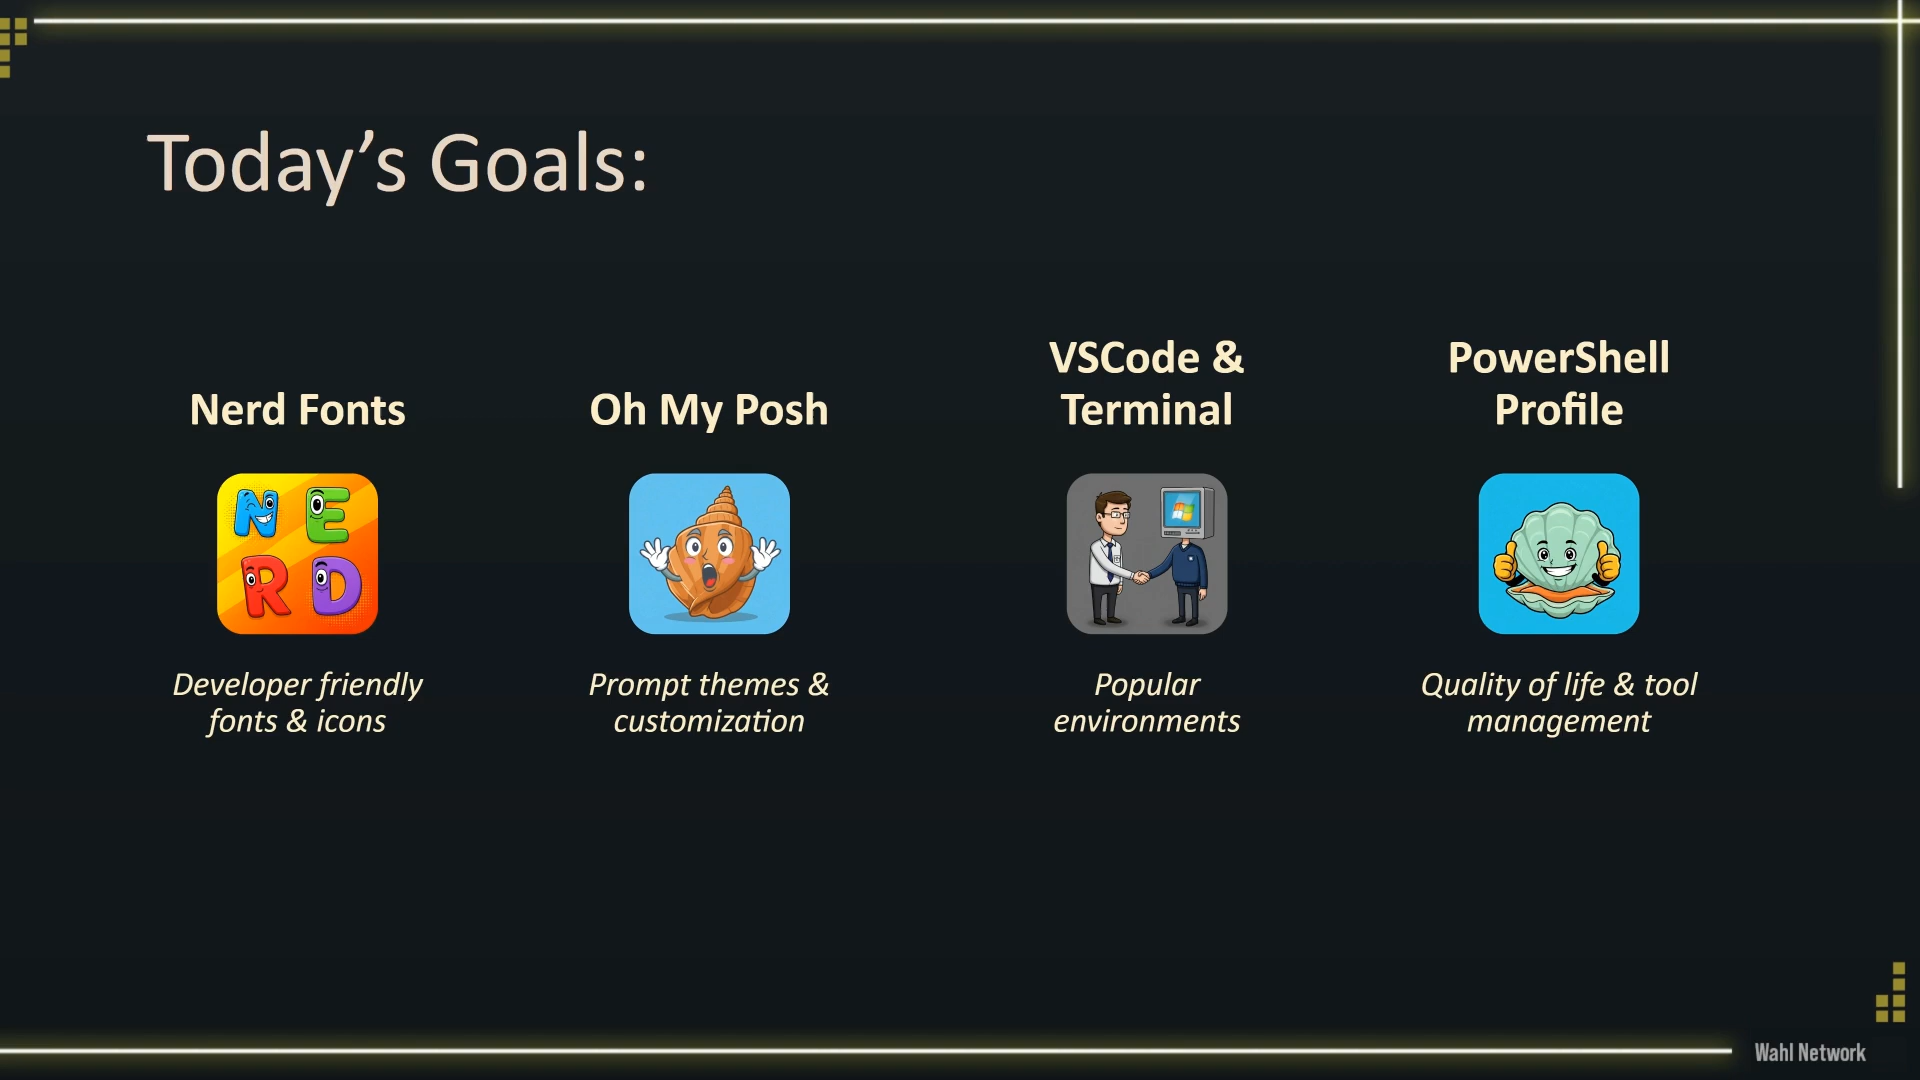 Today’s Goals:
Nerd Fonts
N E
R D
Developer friendly
fonts & icons
Oh My Posh
Prompt themes &
customization
VSCode &
Terminal
Popular
environments
PowerShell
Profile
Quality of life & tool
management
Wahl Network